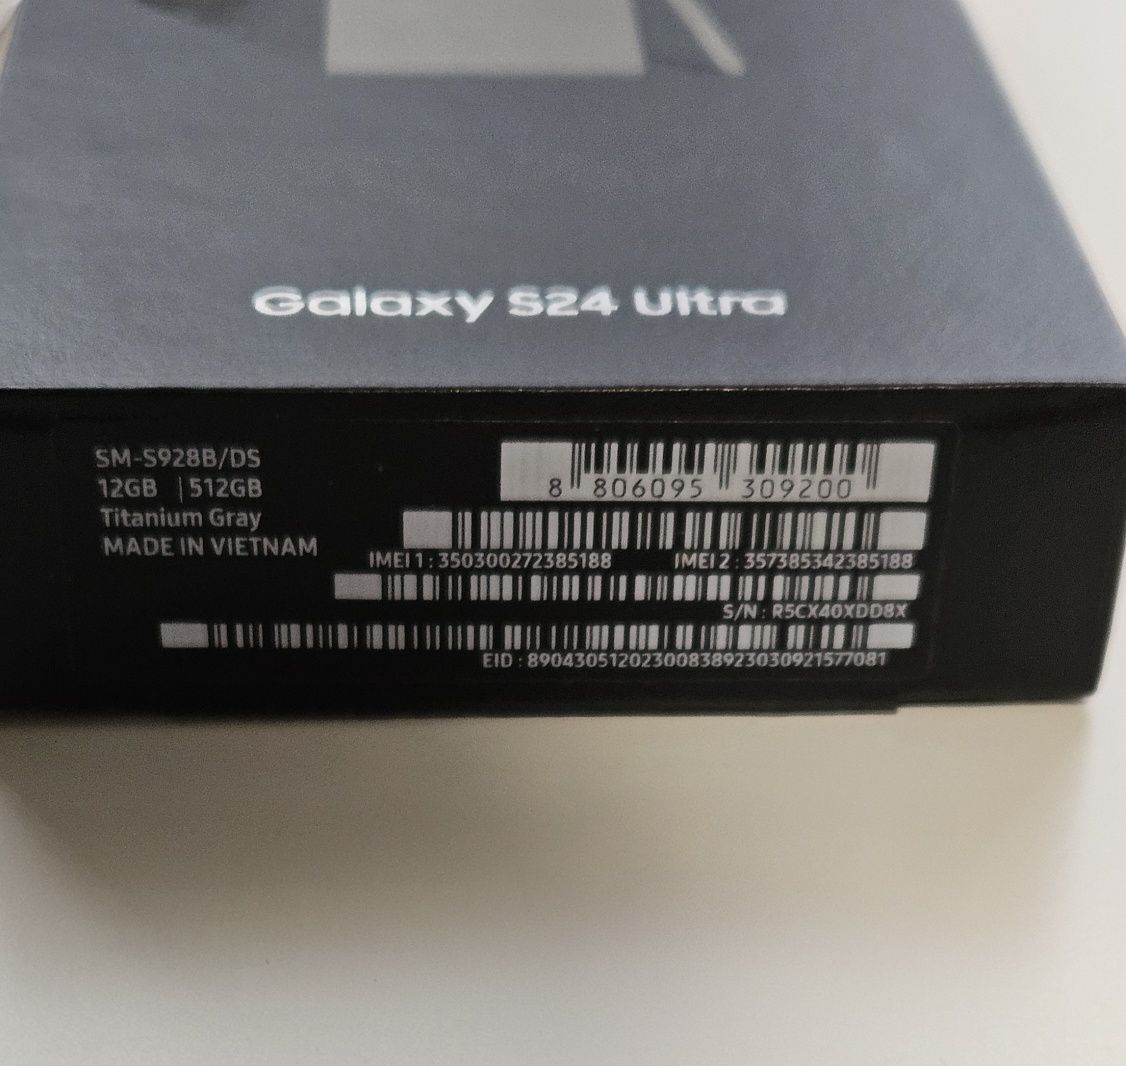 Galaxy S24 Ultra
SM-S928B/DS
12GB | 512GB
Titanium Gray
MADE IN VIETNAM
8 806095 309200
IMEI 1 : 350300272385188 IMEI 2 : 357385342385188
S/N : R5CX40XDD8X
EID : 89043051202300838923030921577081